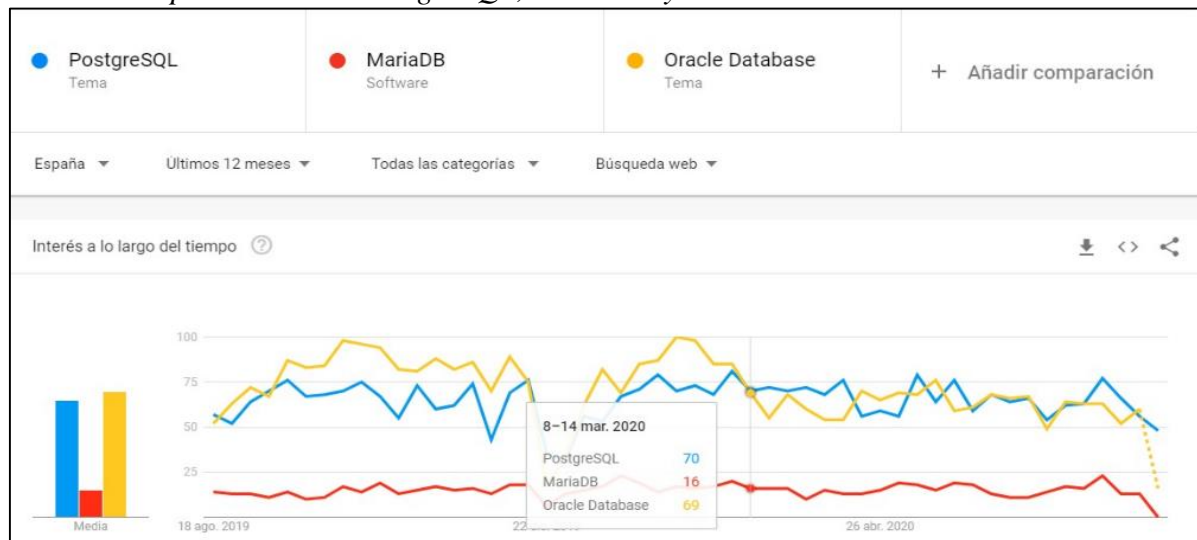 PostgreSQL
Tema
MariaDB
Software
Oracle Database
Tema
+ Añadir comparación
España
Últimos 12 meses
Todas las categorías
Búsqueda web
Interés a lo largo del tiempo
100
75
50
25
Media
18 ago. 2019
26 abr. 2020
8–14 mar. 2020
PostgreSQL 70
MariaDB 16
Oracle Database 69